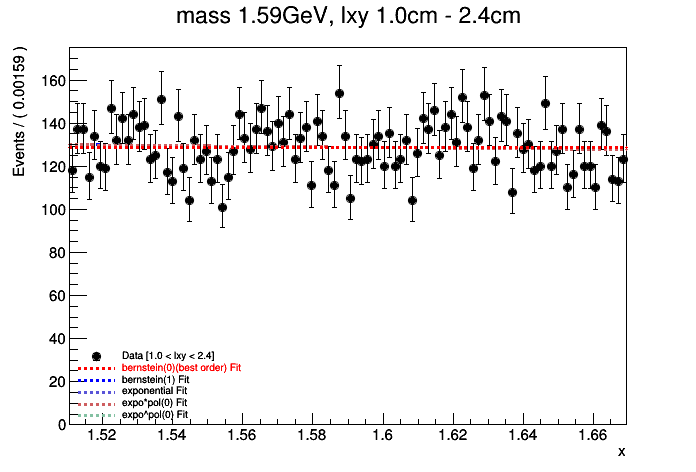 mass 1.59GeV, lxy 1.0cm - 2.4cm
Events / ( 0.00159 )
160
140
120
100
80
60
40
20
0
Data [1.0 < lxy < 2.4]
bernstein(0)(best order) Fit
bernstein(1) Fit
exponential Fit
expo*pol(0) Fit
expo^pol(0) Fit
1.52 1.54 1.56 1.58 1.6 1.62 1.64 1.66
x